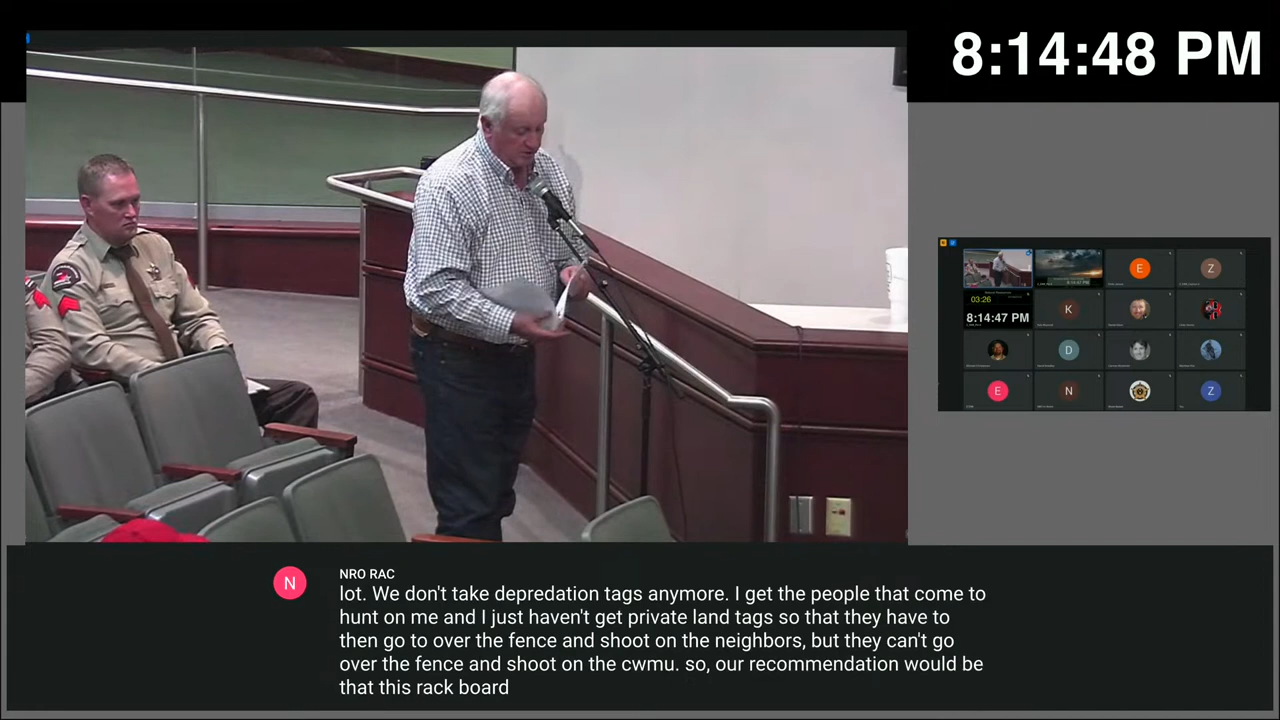 8:14:48 PM
03:26
8:14:47 PM
E
Z
K
D
E
N
Z
N
NRO RAC
lot. We don't take depredation tags anymore. I get the people that come to
hunt on me and I just haven't get private land tags so that they have to
then go to over the fence and shoot on the neighbors, but they can't go
over the fence and shoot on the cwmu. so, our recommendation would be
that this rack board